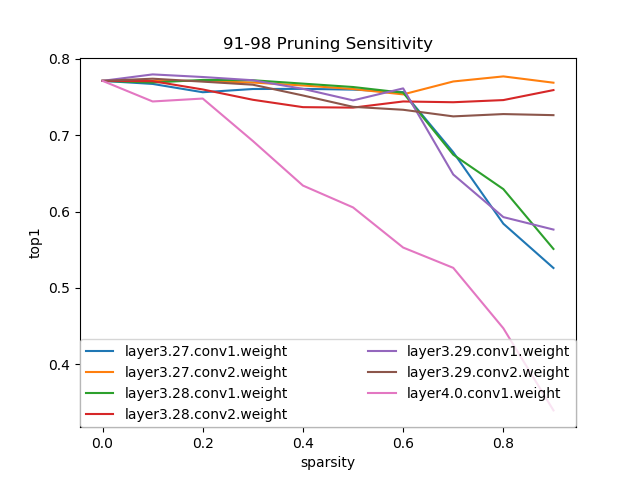 91-98 Pruning Sensitivity
0.8
0.7
0.6
0.5
0.4
top1
layer3.27.conv1.weight
layer3.27.conv2.weight
layer3.28.conv1.weight
layer3.28.conv2.weight
layer3.29.conv1.weight
layer3.29.conv2.weight
layer4.0.conv1.weight
0.0 0.2 0.4 0.6 0.8
sparsity